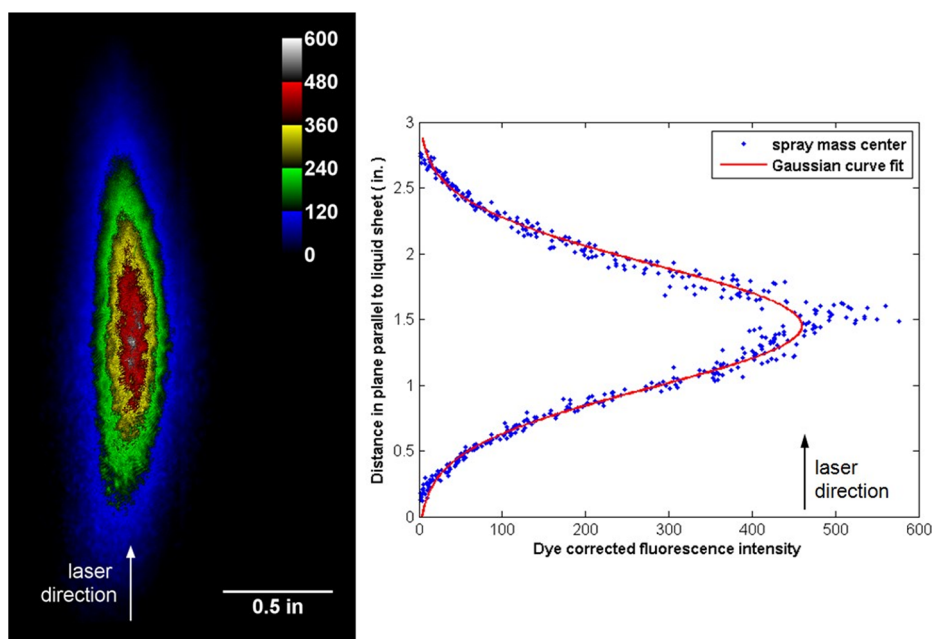 600
480
360
240
120
0
laser
direction
0.5 in
3
2.5
2
1.5
1
0.5
0
Distance in plane parallel to liquid sheet ( in. )
spray mass center
Gaussian curve fit
laser
direction
0 100 200 300 400 500 600
Dye corrected fluorescence intensity